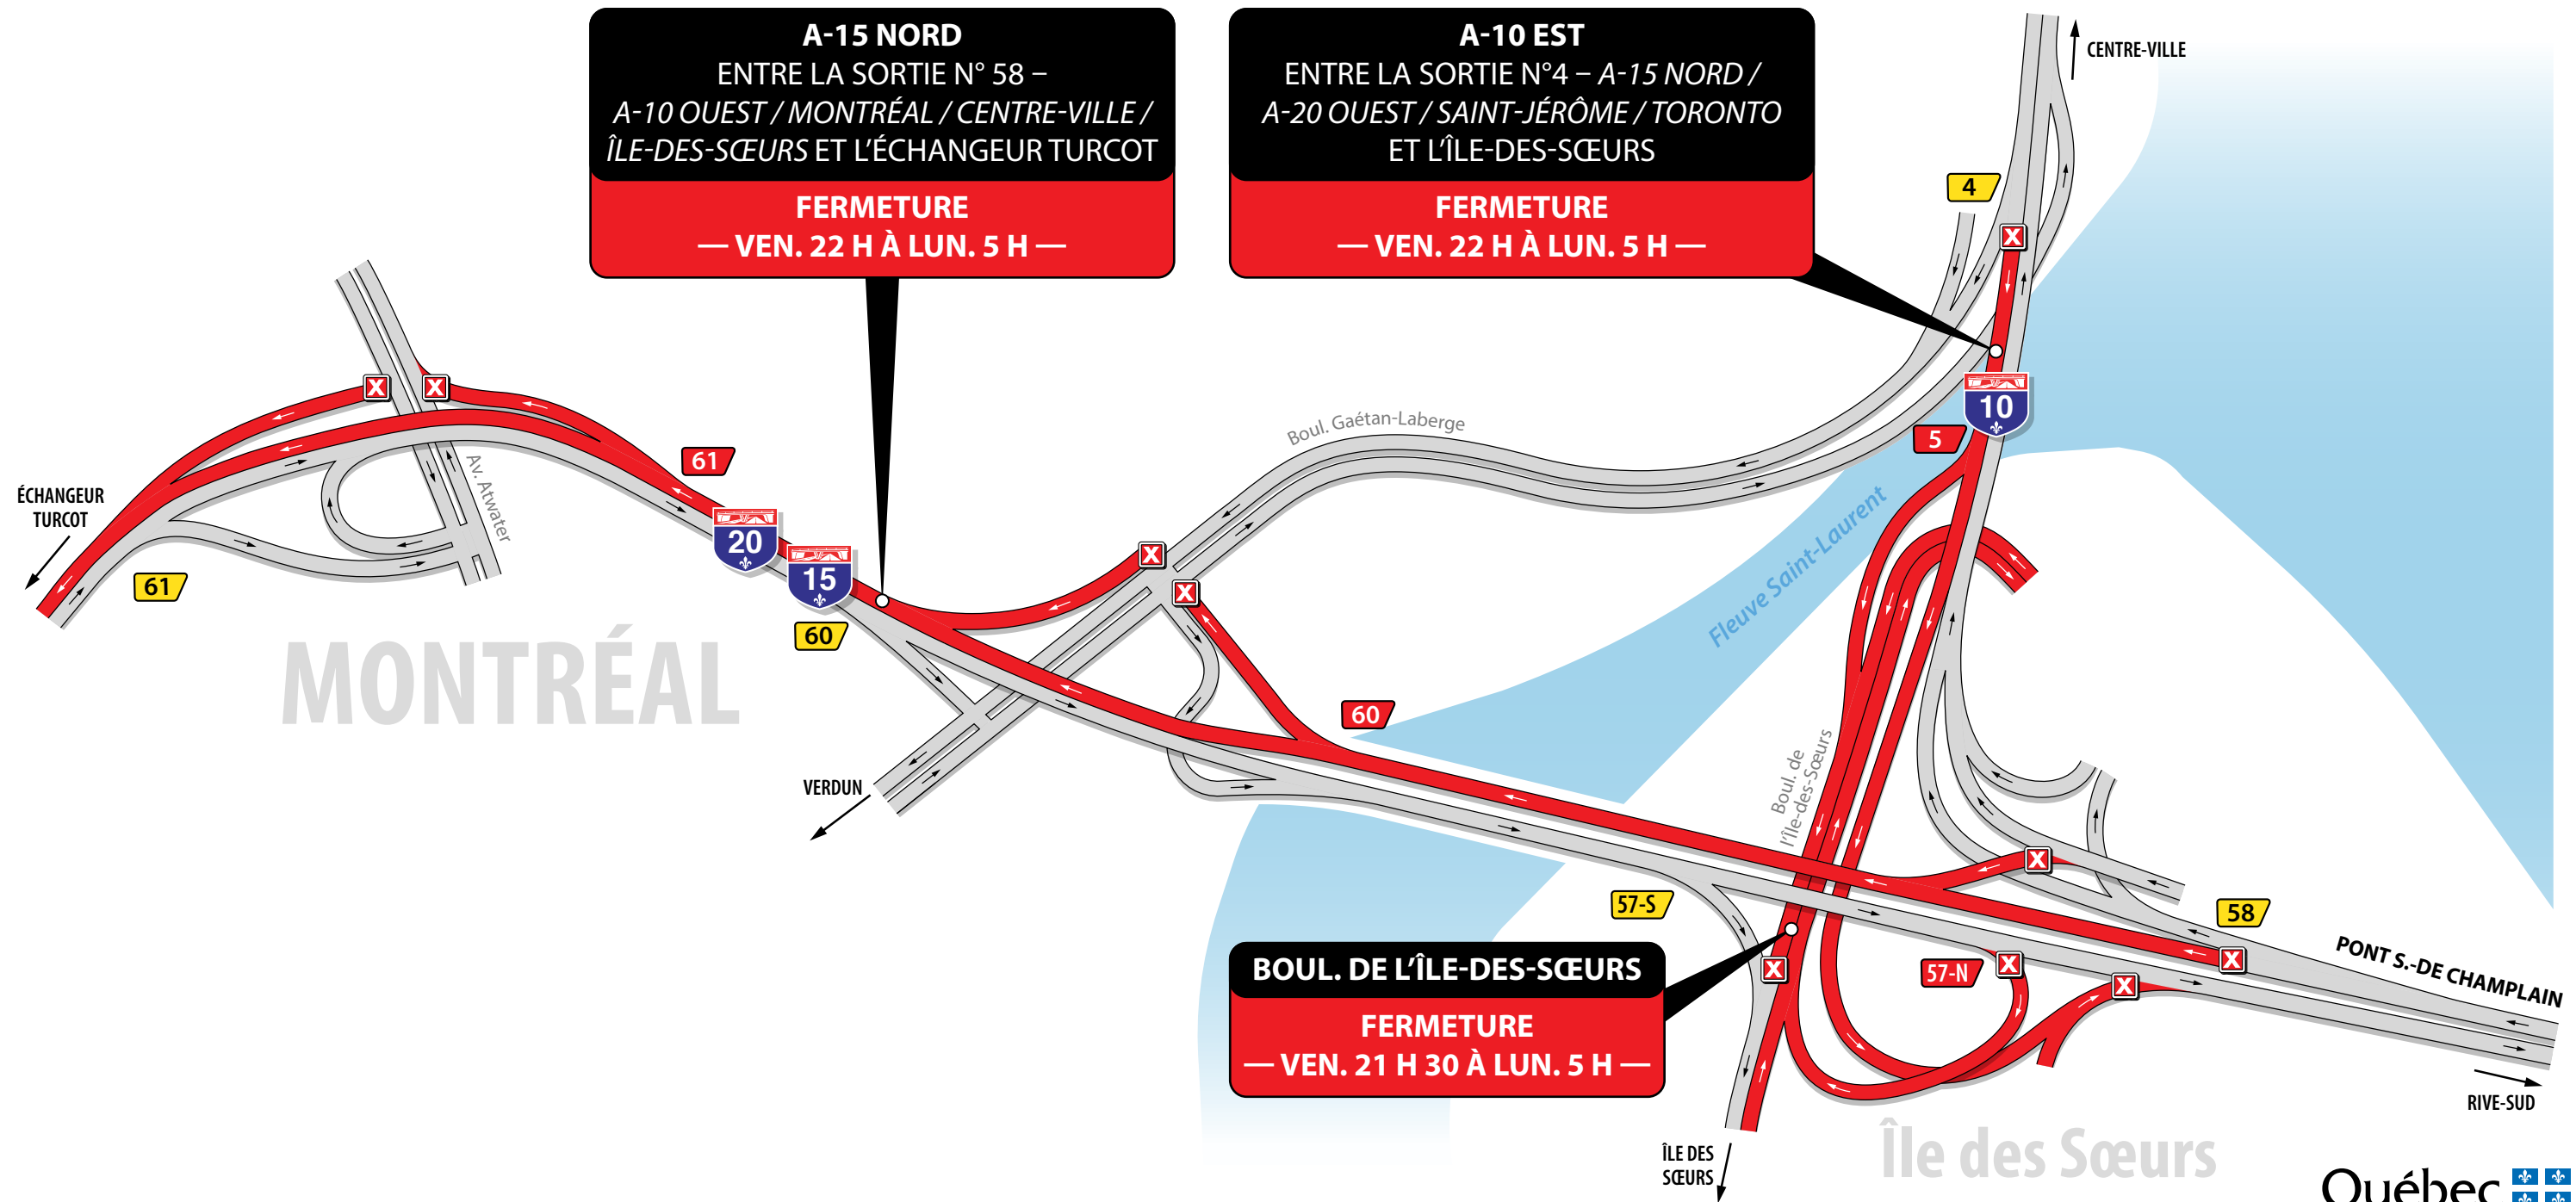 A-15 NORD
ENTRE LA SORTIE N° 58 –
A-10 OUEST / MONTRÉAL / CENTRE-VILLE /
ÎLE-DES-SŒURS ET L'ÉCHANGEUR TURCOT
FERMETURE
— VEN. 22 H À LUN. 5 H —
A-10 EST
ENTRE LA SORTIE N°4 – A-15 NORD /
A-20 OUEST / SAINT-JÉRÔME / TORONTO
ET L'ÎLE-DES-SŒURS
FERMETURE
— VEN. 22 H À LUN. 5 H —
CENTRE-VILLE
4
X
X
X
10
Boul. Gaétan-Laberge
5
61
Av. Atwater
ÉCHANGEUR
TURCOT
20
15
X
X
61
60
Fleuve Saint-Laurent
MONTRÉAL
60
Boul. de
l'Île-des-Sœurs
VERDUN
X
57-S
58
BOUL. DE L'ÎLE-DES-SŒURS
FERMETURE
— VEN. 21 H 30 À LUN. 5 H —
X
57-N
X
X
X
PONT S.-DE CHAMPLAIN
RIVE-SUD
ÎLE DES
SŒURS
Île des Sœurs
Québec